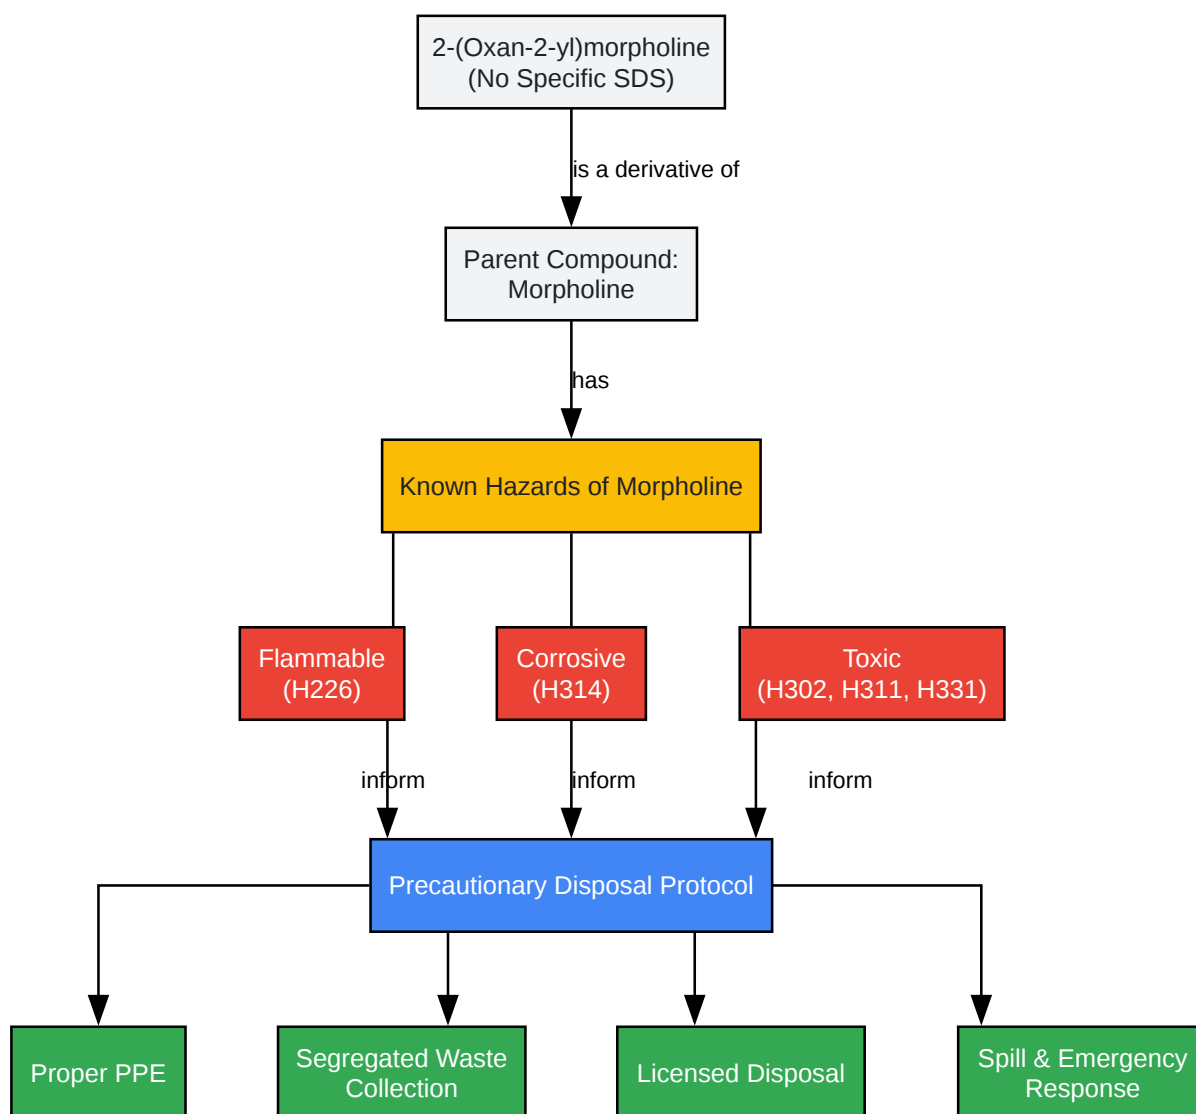 2-(Oxan-2-yl)morpholine
(No Specific SDS)
is a derivative of
Parent Compound:
Morpholine
has
Known Hazards of Morpholine
Flammable
(H226)
Corrosive
(H314)
Toxic
(H302, H311, H331)
inform
inform
inform
Precautionary Disposal Protocol
Proper PPE
Segregated Waste
Collection
Licensed Disposal
Spill & Emergency
Response